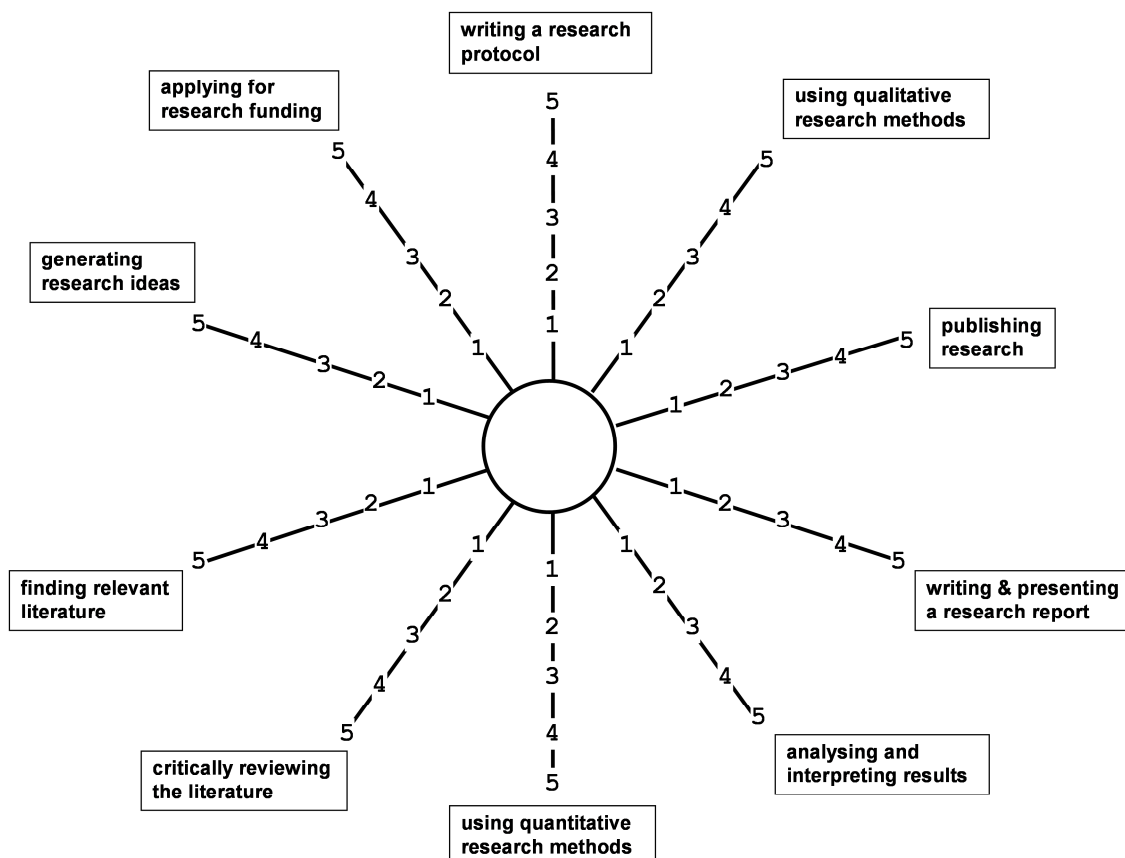 writing a research
protocol
5
4
3
2
1
using qualitative
research methods
5
4
3
2
1
publishing
research
5
4
3
2
1
writing & presenting
a research report
1
2
3
4
5
analysing and
interpreting results
1
2
3
4
5
using quantitative
research methods
1
2
3
4
5
critically reviewing
the literature
1
2
3
4
5
finding relevant
literature
1
2
3
4
5
generating
research ideas
5
4
3
2
1
applying for
research funding
5
4
3
2
1